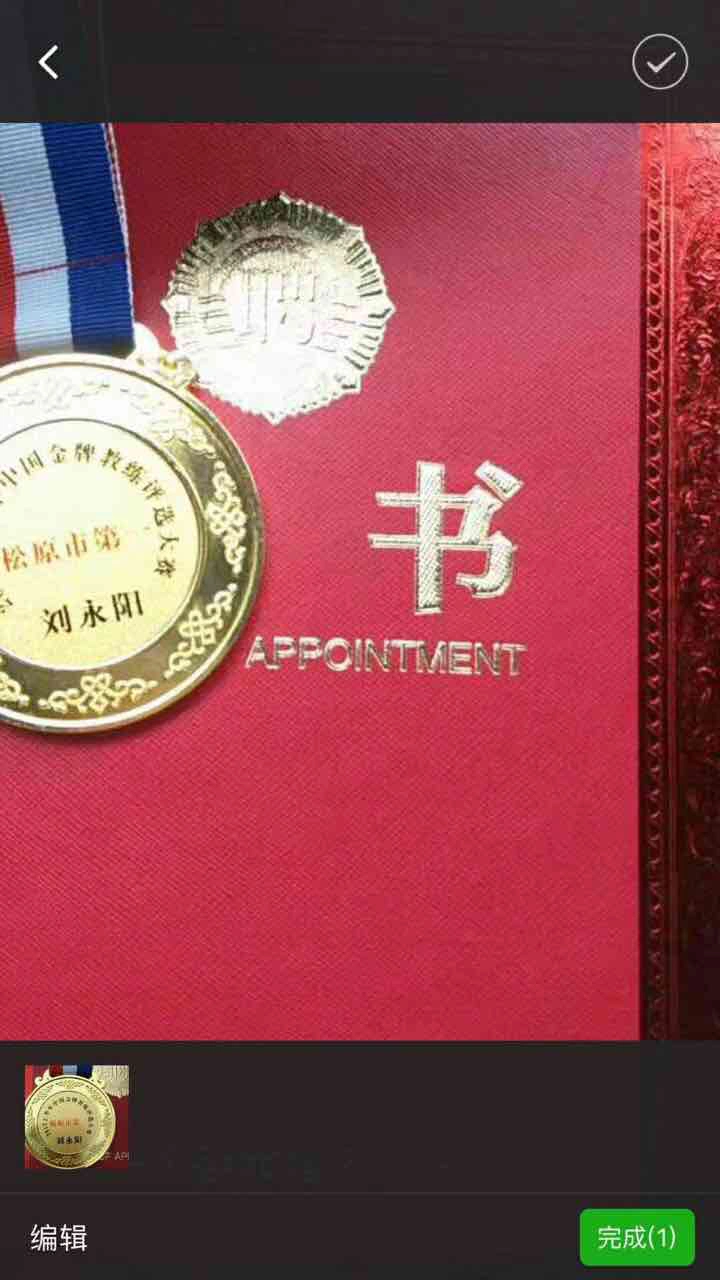 聘
中国金牌教练评选大赛
松原市第一
刘永阳
书
APPOINTMENT
编辑
完成(1)